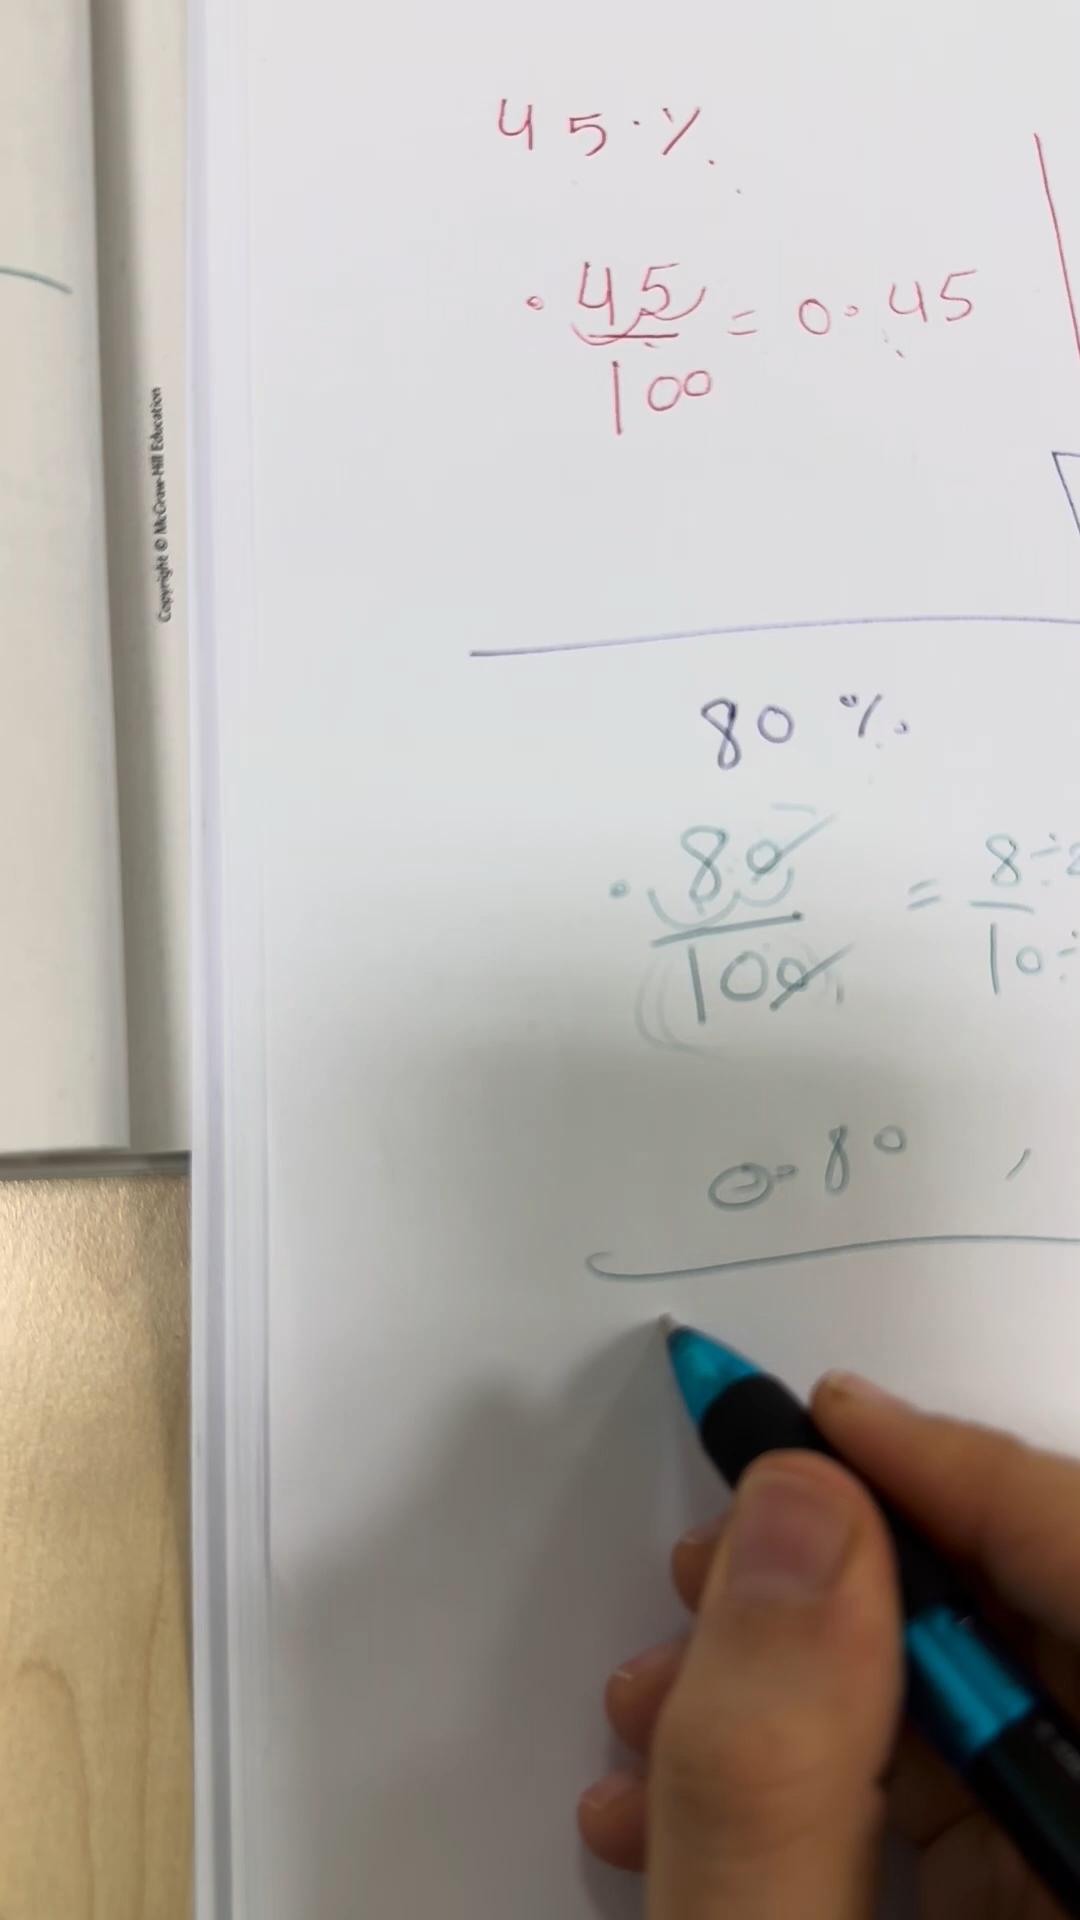 45%
45/100 = 0.45
80%
80/100 = 8÷/10÷
0.80 ,
Copyright © McGraw-Hill Education